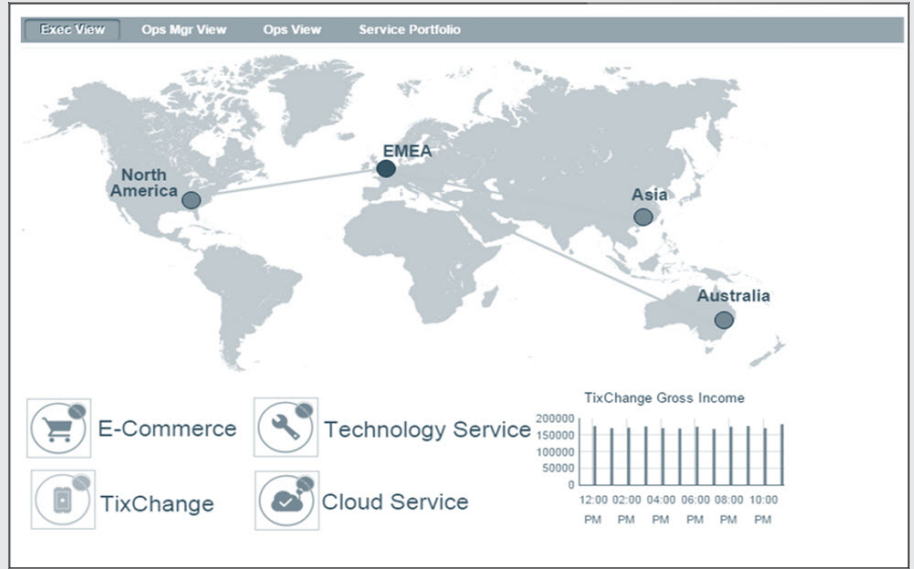 Exec View Ops Mgr View Ops View Service Portfolio
EMEA
North
America
Asia
Australia
E-Commerce
Technology Service
TixChange
Cloud Service
TixChange Gross Income
200000
150000
100000
50000
0
12:00 02:00 04:00 06:00 08:00 10:00
PM PM PM PM PM PM